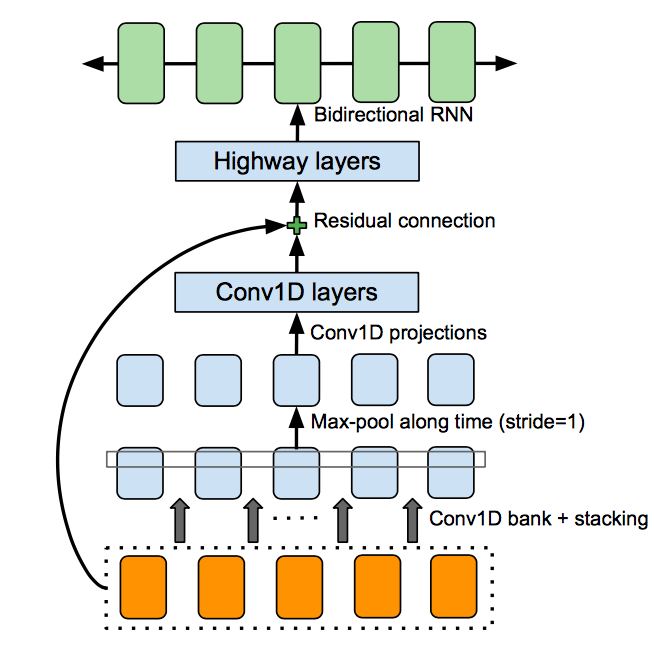 Bidirectional RNN
Highway layers
Residual connection
Conv1D layers
Conv1D projections
Max-pool along time (stride=1)
Conv1D bank + stacking